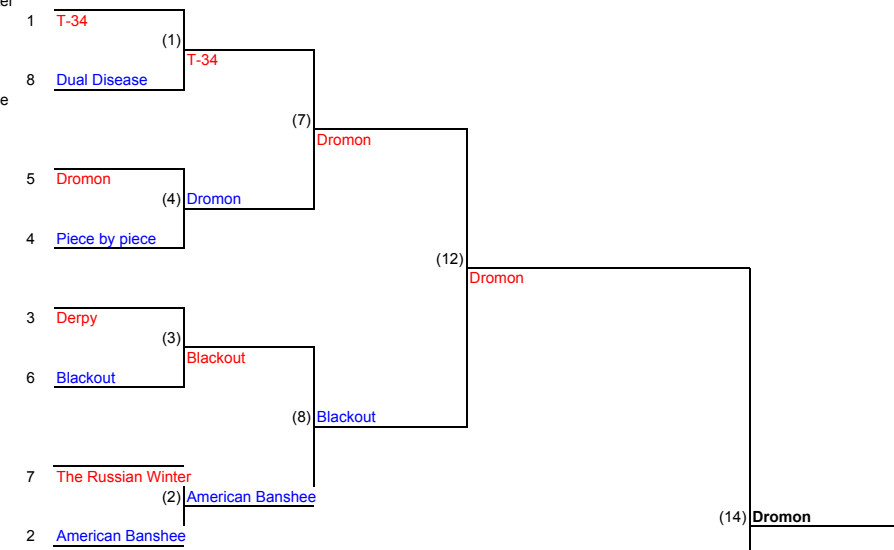 er
1 T-34
(1)
T-34
8 Dual Disease
e
(7)
Dromon
5 Dromon
(4) Dromon
4 Piece by piece
(12)
Dromon
3 Derpy
(3)
Blackout
6 Blackout
(8) Blackout
7 The Russian Winter
(2) American Banshee
(14) Dromon
2 American Banshee